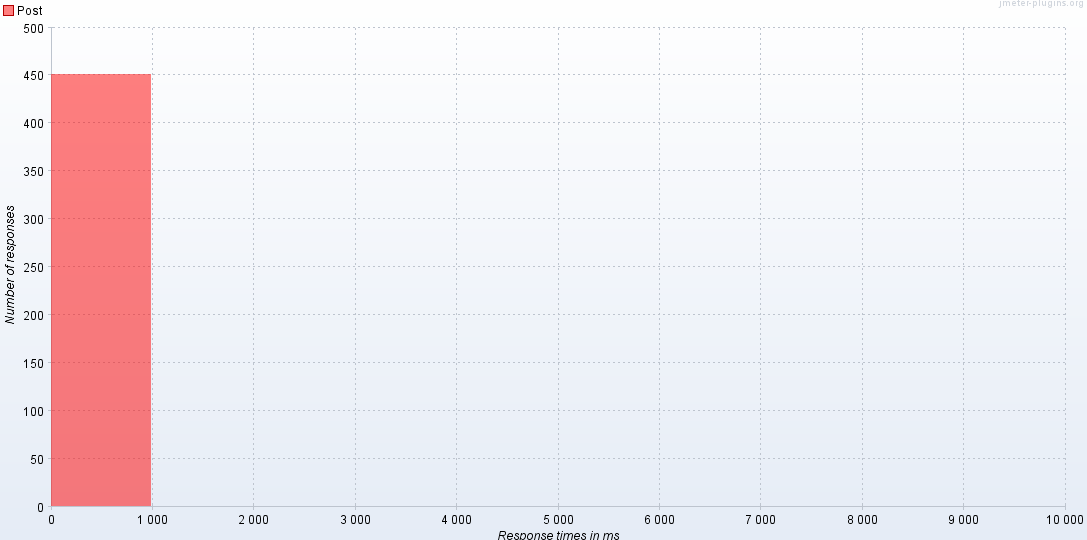 jmeter-plugins.org
Post
500
450
400
350
300
250
200
150
100
50
0
Number of responses
0 1 000 2 000 3 000 4 000 5 000 6 000 7 000 8 000 9 000 10 000
Response times in ms